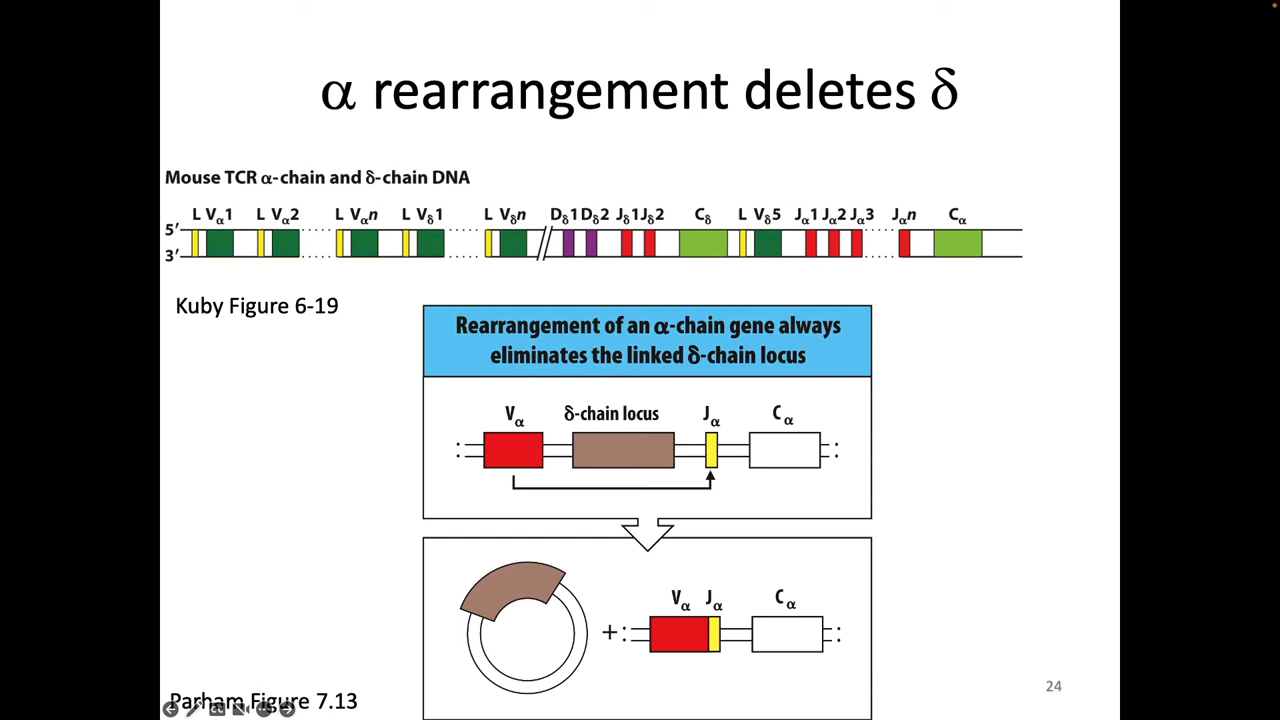 α rearrangement deletes δ
Mouse TCR α-chain and δ-chain DNA
L Vα1 L Vα2 L Vαn L Vδ1 L Vδn Dδ1 Dδ2 Jδ1 Jδ2 Cδ L Vδ5 Jα1 Jα2 Jα3 Jαn Cα
5′
3′
Kuby Figure 6-19
Rearrangement of an α-chain gene always
eliminates the linked δ-chain locus
Vα δ-chain locus Jα Cα
Vα Jα Cα
+
24
Parham Figure 7.13